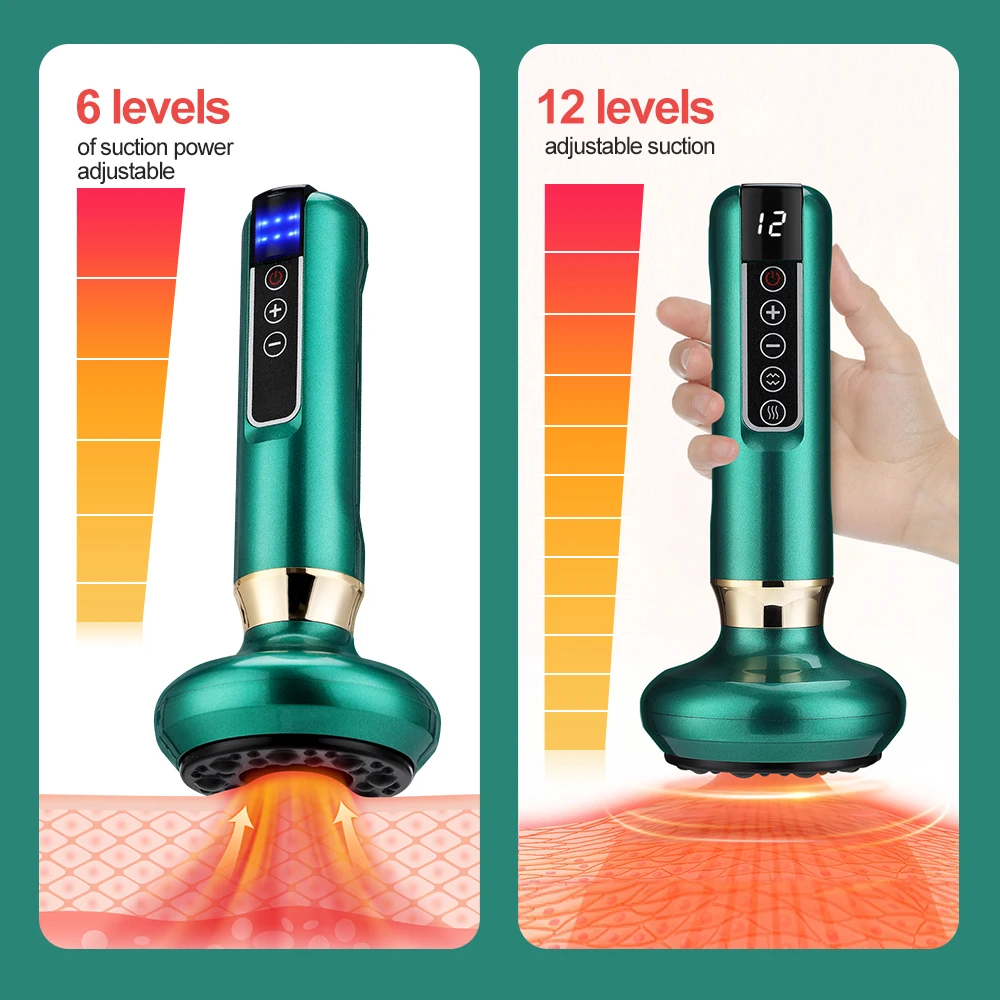 6 levels
of suction power
adjustable
12 levels
adjustable suction
12